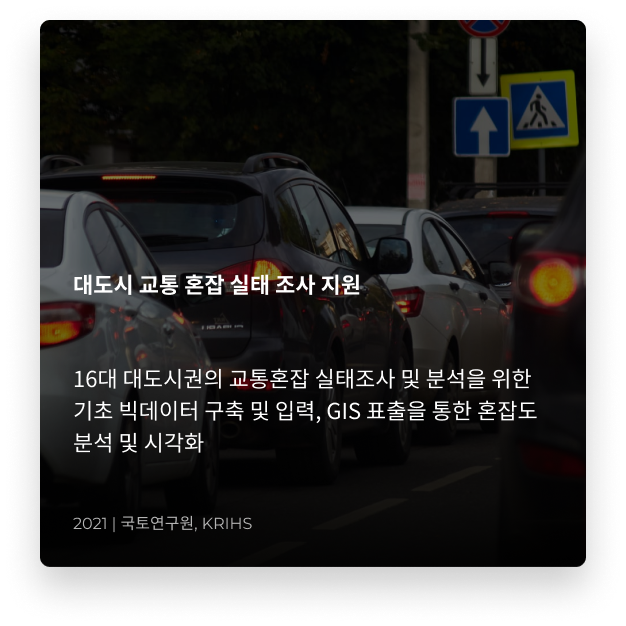 대도시 교통 혼잡 실태 조사 지원
16대 대도시권의 교통혼잡 실태조사 및 분석을 위한
기초 빅데이터 구축 및 입력, GIS 표출을 통한 혼잡도
분석 및 시각화
2021 | 국토연구원, KRIHS